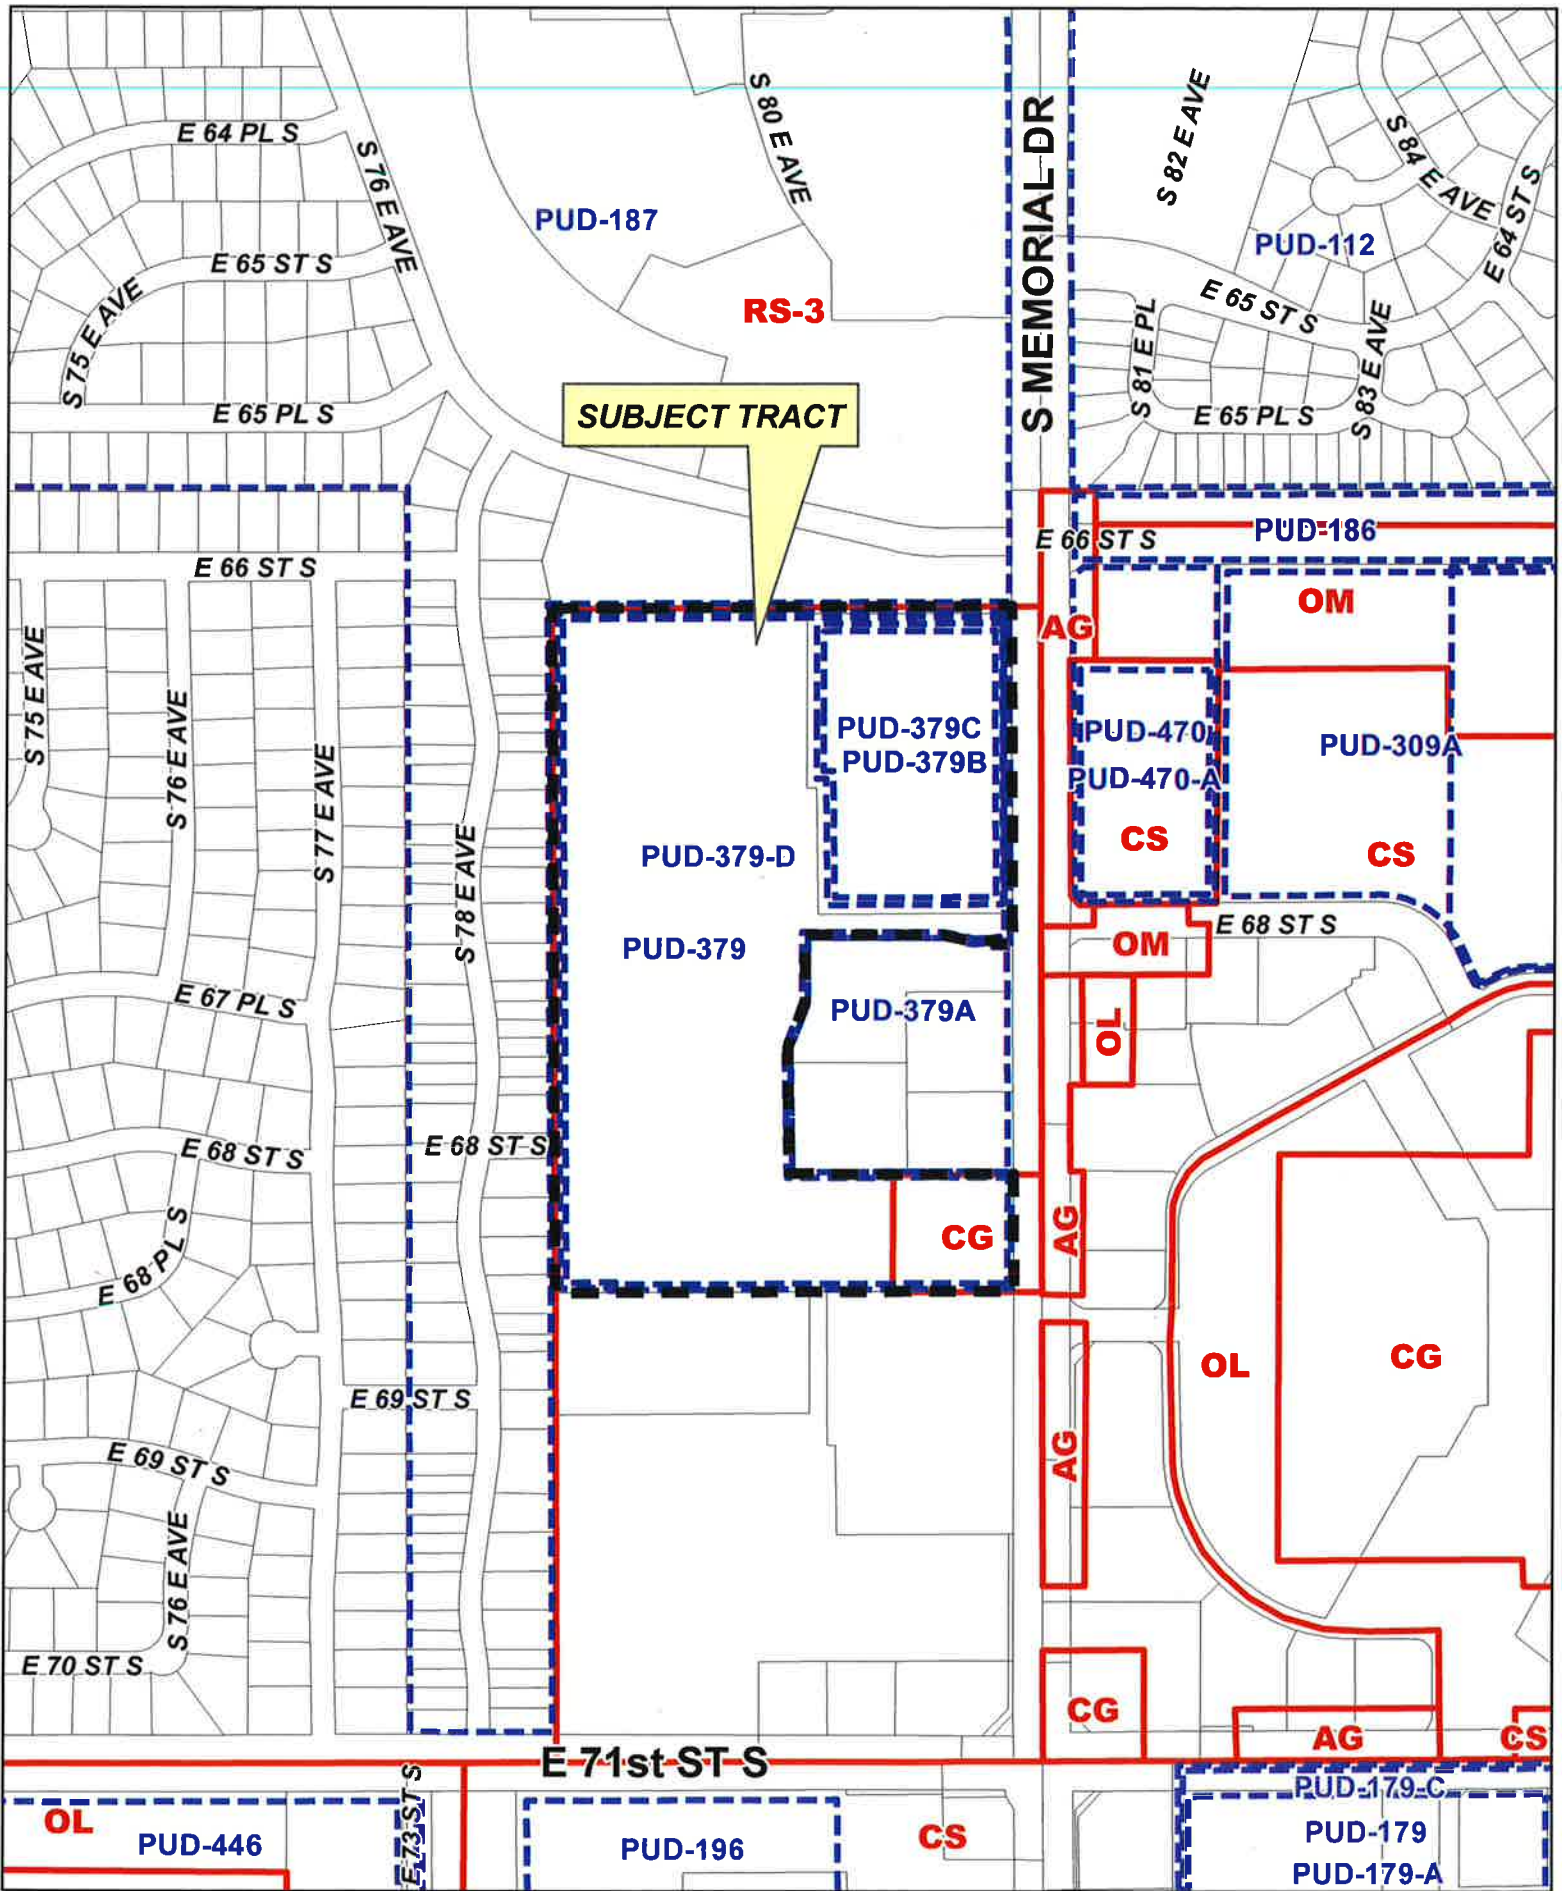 E 64 PL S
S 76 E AVE
S 80 E AVE
S MEMORIAL DR
S 82 E AVE
S 84 E AVE
E 64 ST S
PUD-187
PUD-112
E 65 ST S
S 75 E AVE
RS-3
E 65 ST S
S 81 E PL
S 83 E AVE
E 65 PL S
SUBJECT TRACT
E 65 PL S
E 66 ST S
PUD-186
E 66 ST S
OM
AG
S 75 E AVE
S 76 E AVE
S 77 E AVE
PUD-379C
PUD-379B
PUD-470
PUD-470-A
PUD-309A
CS
CS
S 78 E AVE
PUD-379-D
PUD-379
E 68 ST S
OM
E 67 PL S
PUD-379A
OL
E 68 ST S
E 68 ST S
E 68 PL S
CG
AG
OL
CG
E 69 ST S
AG
E 69 ST S
S 76 E AVE
E 70 ST S
CG
AG
CS
E 71st ST S
E 73 ST S
PUD-179-C
OL
PUD-446
PUD-196
CS
PUD-179
PUD-179-A